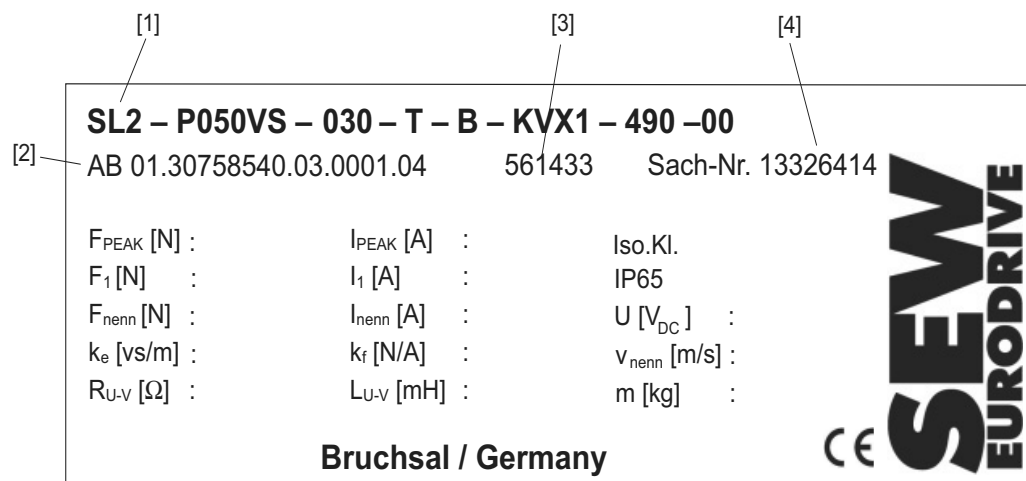 [1] [3] [4]
SL2 – P050VS – 030 – T – B – KVX1 – 490 –00
[2] AB 01.30758540.03.0001.04 561433 Sach-Nr. 13326414
FPEAK [N] : IPEAK [A] : Iso.Kl.
F1 [N] : I1 [A] : IP65
Fnenn [N] : Inenn [A] : U [VDC ] :
ke [vs/m] : kf [N/A] : vnenn [m/s] :
RU-V [Ω] : LU-V [mH] : m [kg] :
Bruchsal / Germany
CE
SEW
EURODRIVE